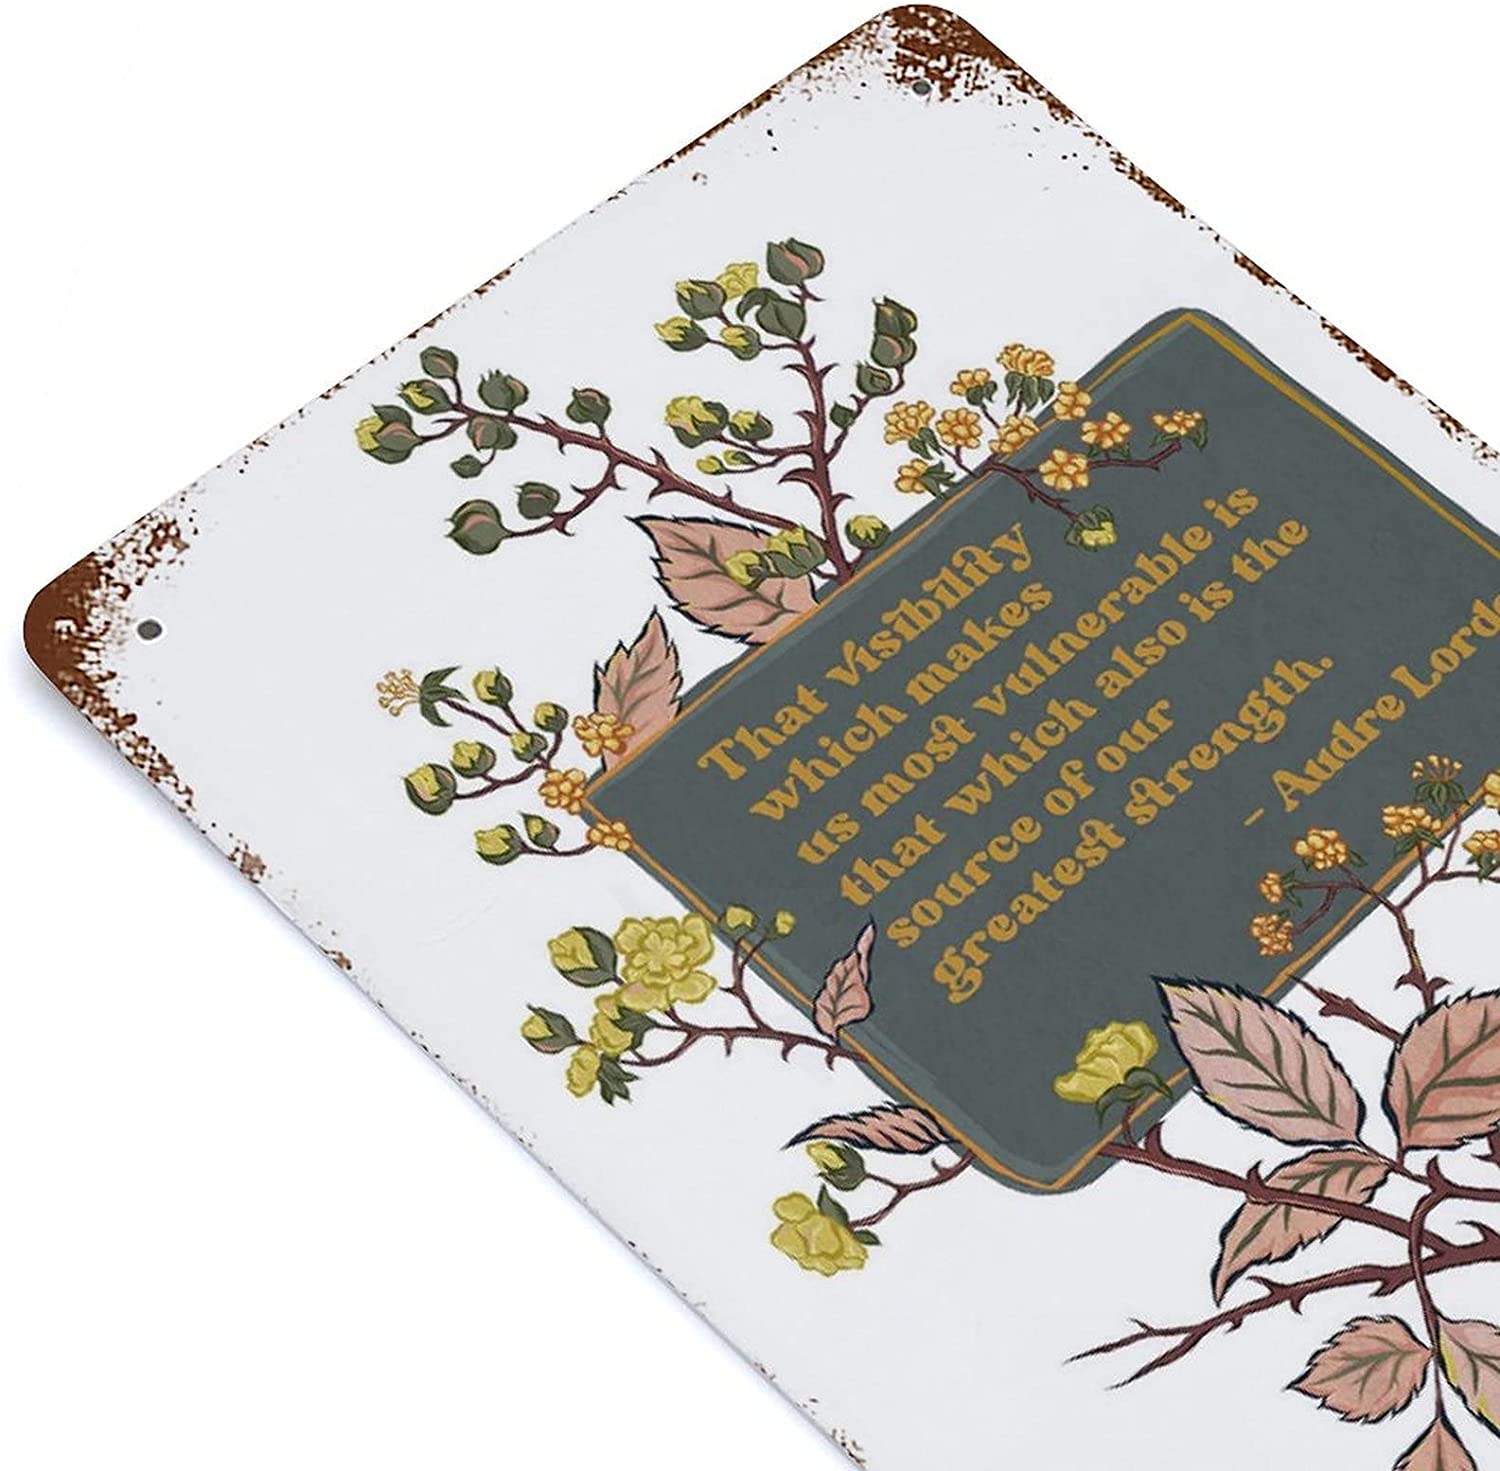 That visibility
which makes
us most vulnerable is
that which also is the
source of our
greatest strength.
- Audre Lorde